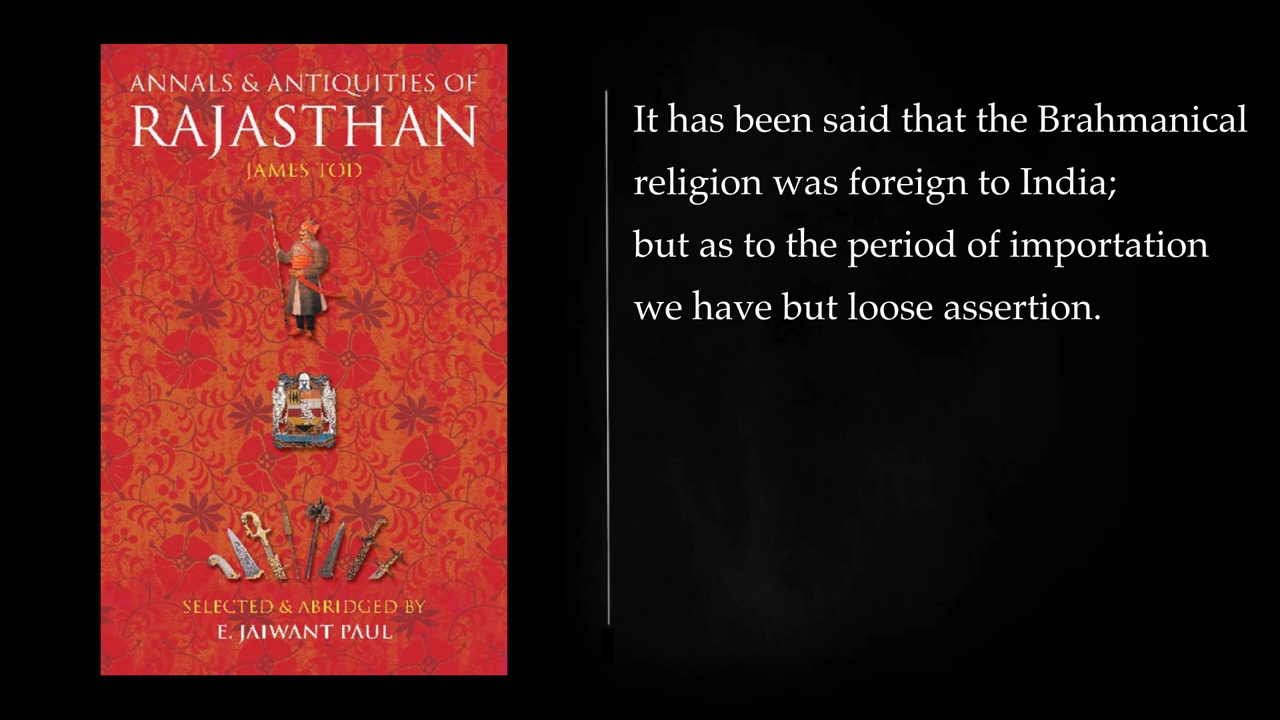 ANNALS & ANTIQUITIES OF
RAJASTHAN
JAMES TOD
SELECTED & ABRIDGED BY
E. JAIWANT PAUL
It has been said that the Brahmanical
religion was foreign to India;
but as to the period of importation
we have but loose assertion.